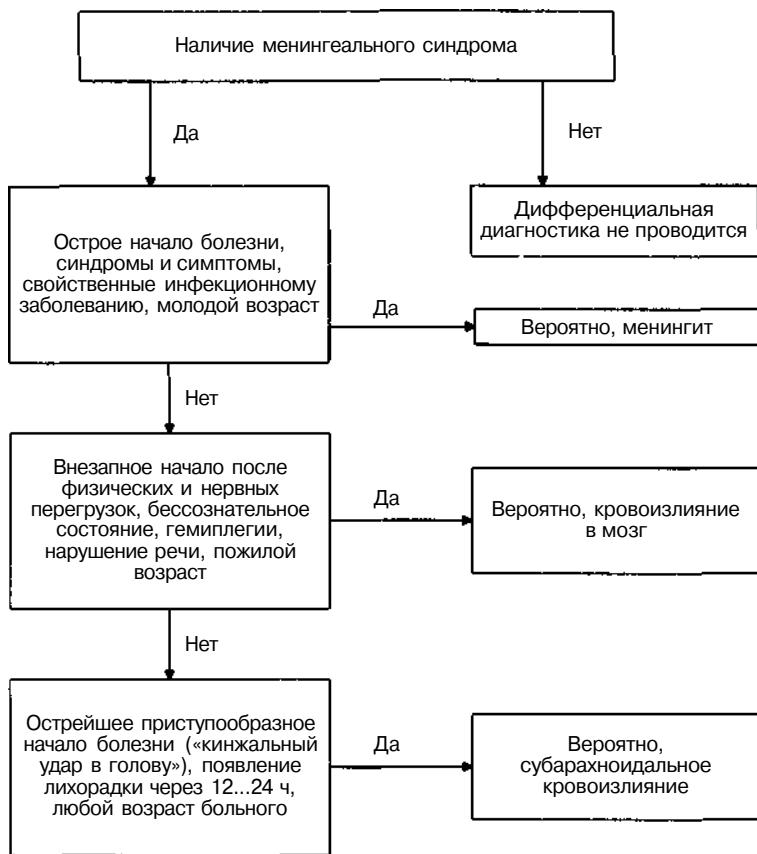 Наличие менингеального синдрома
Да
Нет
Острое начало болезни,
синдромы и симптомы,
свойственные инфекционному
заболеванию, молодой возраст
Дифференциальная
диагностика не проводится
Да
Вероятно, менингит
Нет
Внезапное начало после
физических и нервных
перегрузок, бессознательное
состояние, гемиплегии,
нарушение речи, пожилой
возраст
Да
Вероятно, кровоизлияние
в мозг
Нет
Острейшее приступообразное
начало болезни («кинжальный
удар в голову»), появление
лихорадки через 12...24 ч,
любой возраст больного
Да
Вероятно,
субарахноидальное
кровоизлияние